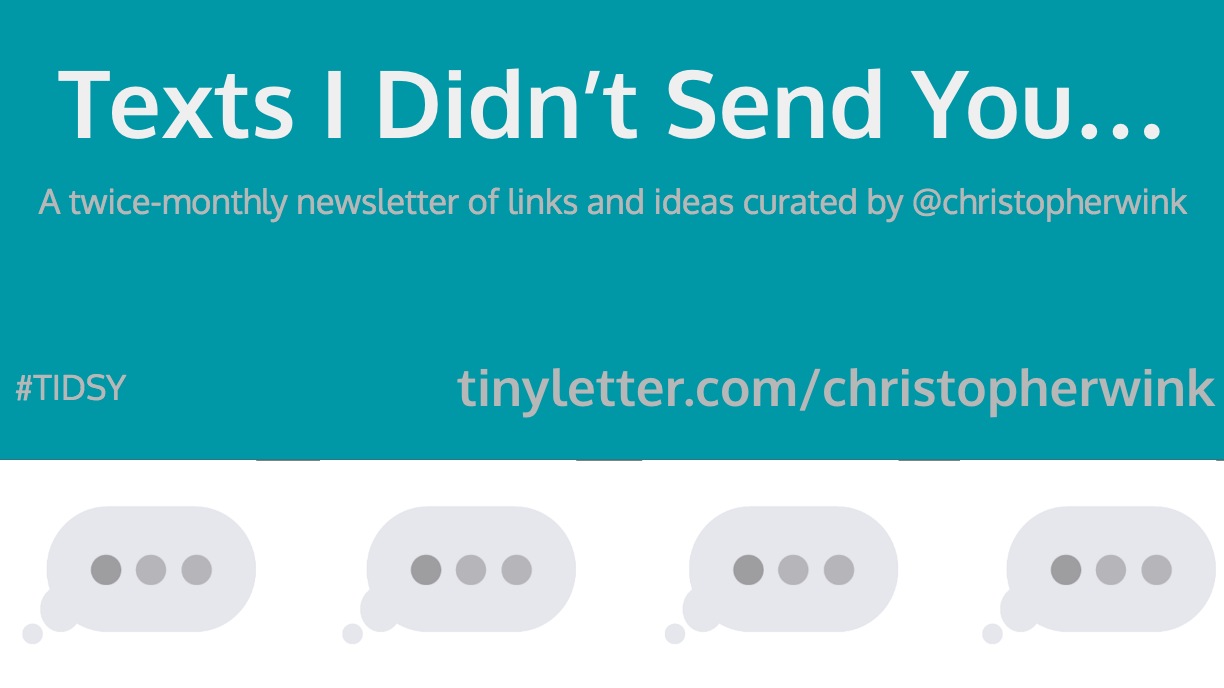 Texts I Didn’t Send You...
A twice-monthly newsletter of links and ideas curated by @christopherwink
#TIDSY
tinyletter.com/christopherwink